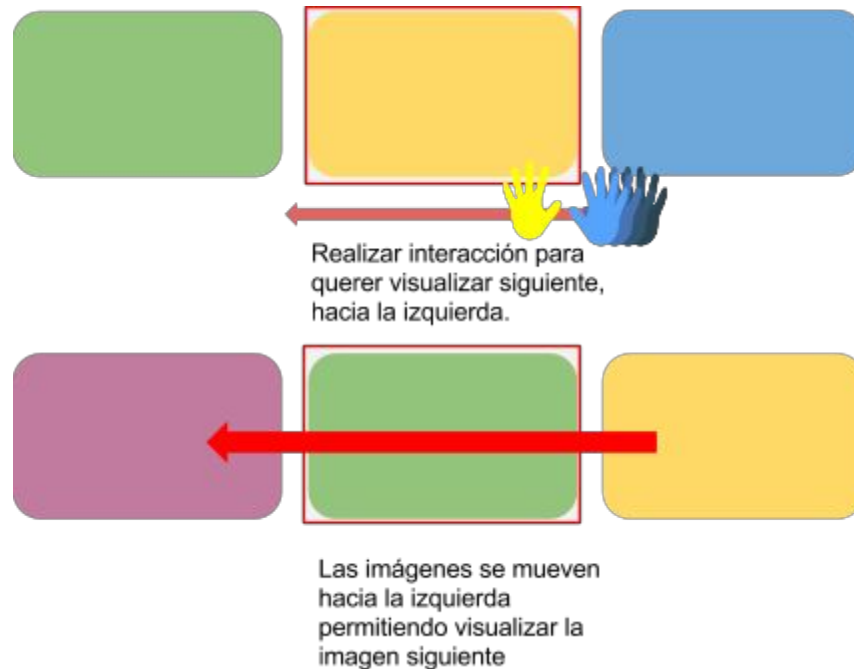 Realizar interacción para
querer visualizar siguiente,
hacia la izquierda.
Las imágenes se mueven
hacia la izquierda
permitiendo visualizar la
imagen siguiente